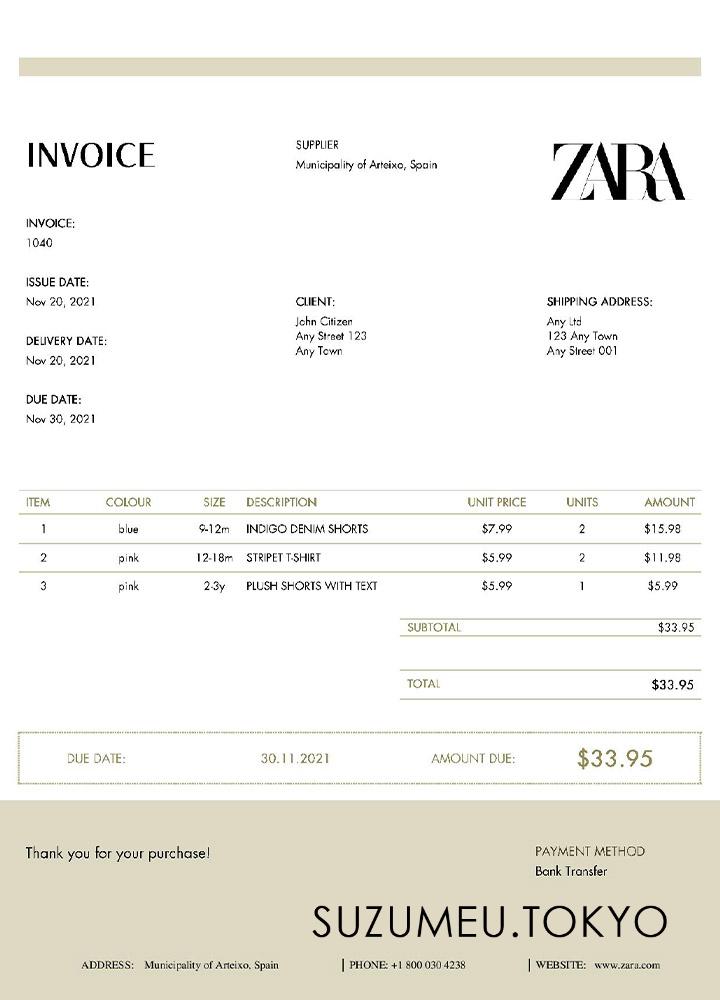 INVOICE
SUPPLIER
Municipality of Arteixo, Spain
ZARA
INVOICE:
1040
ISSUE DATE:
Nov 20, 2021
DELIVERY DATE:
Nov 20, 2021
DUE DATE:
Nov 30, 2021
CLIENT:
John Citizen
Any Street 123
Any Town
SHIPPING ADDRESS:
Any Ltd
123 Any Town
Any Street 001
ITEM COLOUR SIZE DESCRIPTION UNIT PRICE UNITS AMOUNT
1 blue 9-12m INDIGO DENIM SHORTS $7.99 2 $15.98
2 pink 12-18m STRIPET T-SHIRT $5.99 2 $11.98
3 pink 2-3y PLUSH SHORTS WITH TEXT $5.99 1 $5.99
SUBTOTAL $33.95
TOTAL $33.95
DUE DATE: 30.11.2021 AMOUNT DUE: $33.95
Thank you for your purchase!
PAYMENT METHOD
Bank Transfer
SUZUMEU.TOKYO
ADDRESS: Municipality of Arteixo, Spain | PHONE: +1 800 030 4238 | WEBSITE: www.zara.com